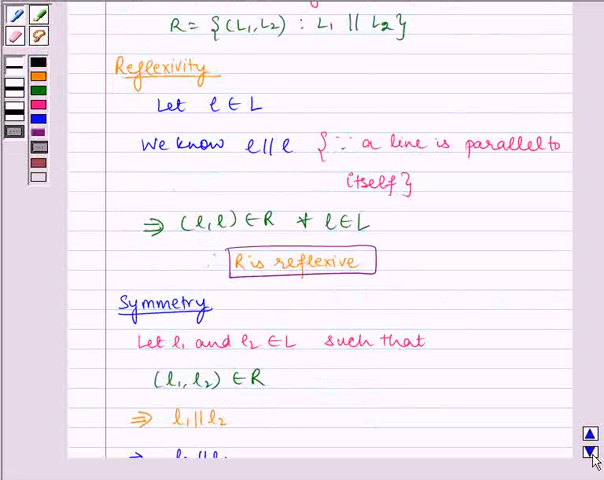 R = {(L₁, L₂) : L₁ || L₂}
Reflexivity
Let l ∈ L
We know l || l {∵ a line is parallel to
itself}
⇒ (l, l) ∈ R ∀ l ∈ L
∴ R is reflexive
Symmetry
Let l₁ and l₂ ∈ L such that
(l₁, l₂) ∈ R
⇒ l₁ || l₂